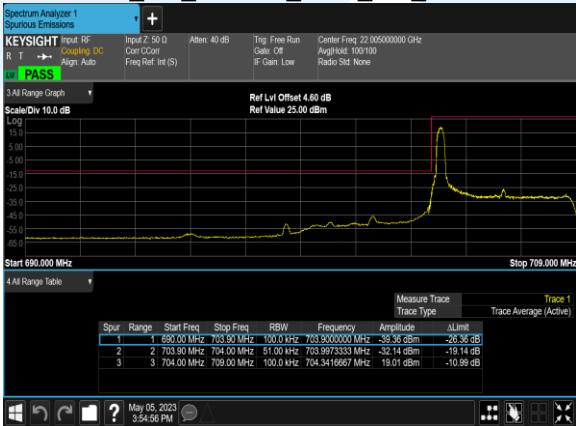 Spectrum Analyzer 1
Spurious Emissions
KEYSIGHT Input: RF Input Z: 50 Ω Atten: 40 dB Trig: Free Run Center Freq: 22.005000000 GHz
R T Coupling: DC Corr CCorr Gate: Off Avg|Hold: 100/100
Align: Auto Freq Ref: Int (S) IF Gain: Low Radio Std: None
PASS
3 All Range Graph
Ref Lvl Offset 4.60 dB
Scale/Div 10.0 dB Ref Value 25.00 dBm
Log
15.0
5.00
-5.00
-15.0
-25.0
-35.0
-45.0
-55.0
-65.0
Start 690.000 MHz Stop 709.000 MHz
4 All Range Table
Measure Trace Trace 1
Trace Type Trace Average (Active)
Spur Range Start Freq Stop Freq RBW Frequency Amplitude ΔLimit
1 1 690.00 MHz 703.90 MHz 100.0 kHz 703.9000000 MHz -39.36 dBm -26.36 dB
2 2 703.90 MHz 704.00 MHz 51.00 kHz 703.9973333 MHz -32.14 dBm -19.14 dB
3 3 704.00 MHz 709.00 MHz 100.0 kHz 704.3416667 MHz 19.01 dBm -10.99 dB
? May 05, 2023
3:54:56 PM